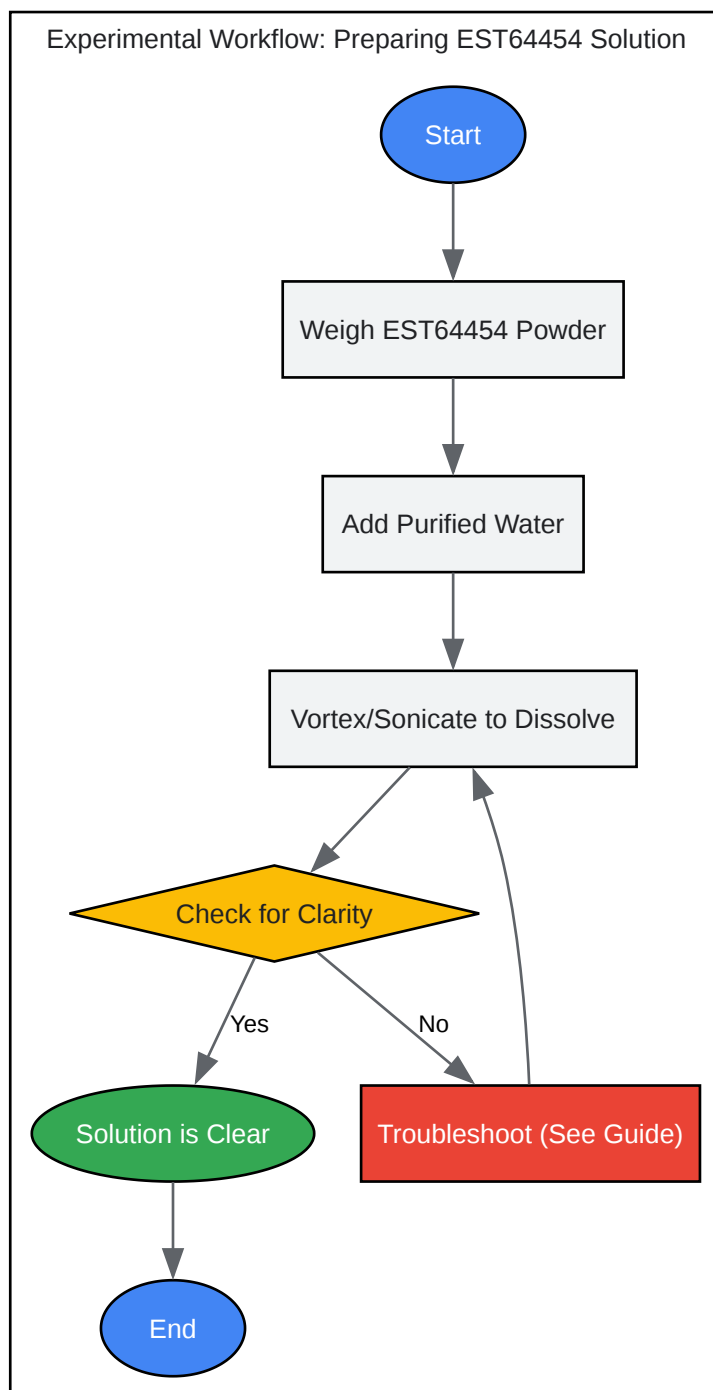 Experimental Workflow: Preparing EST64454 Solution
Start
Weigh EST64454 Powder
Add Purified Water
Vortex/Sonicate to Dissolve
Check for Clarity
Yes
No
Solution is Clear
Troubleshoot (See Guide)
End